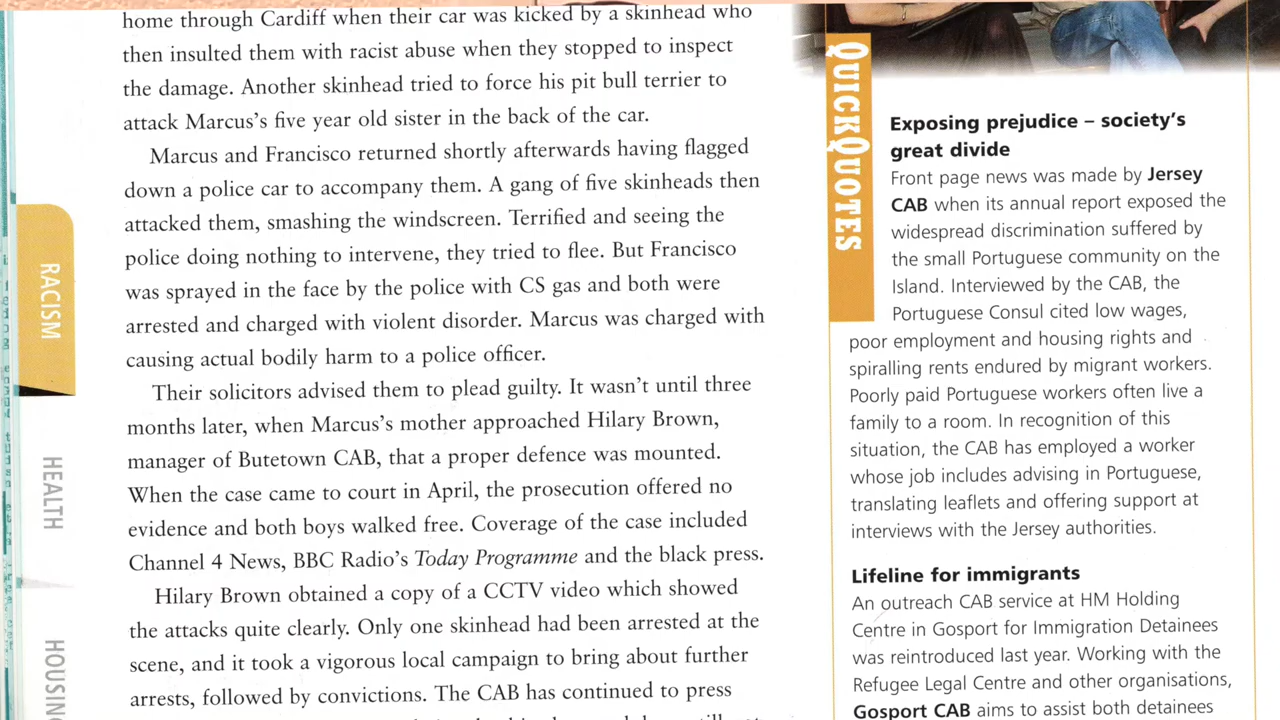 home through Cardiff when their car was kicked by a skinhead who
then insulted them with racist abuse when they stopped to inspect
the damage. Another skinhead tried to force his pit bull terrier to
attack Marcus's five year old sister in the back of the car.
Marcus and Francisco returned shortly afterwards having flagged
down a police car to accompany them. A gang of five skinheads then
attacked them, smashing the windscreen. Terrified and seeing the
police doing nothing to intervene, they tried to flee. But Francisco
was sprayed in the face by the police with CS gas and both were
arrested and charged with violent disorder. Marcus was charged with
causing actual bodily harm to a police officer.
Their solicitors advised them to plead guilty. It wasn't until three
months later, when Marcus's mother approached Hilary Brown,
manager of Butetown CAB, that a proper defence was mounted.
When the case came to court in April, the prosecution offered no
evidence and both boys walked free. Coverage of the case included
Channel 4 News, BBC Radio's Today Programme and the black press.
Hilary Brown obtained a copy of a CCTV video which showed
the attacks quite clearly. Only one skinhead had been arrested at the
scene, and it took a vigorous local campaign to bring about further
arrests, followed by convictions. The CAB has continued to press
RACISM
HEALTH
HOUSING
QUICKQUOTES
Exposing prejudice – society's
great divide
Front page news was made by Jersey
CAB when its annual report exposed the
widespread discrimination suffered by
the small Portuguese community on the
Island. Interviewed by the CAB, the
Portuguese Consul cited low wages,
poor employment and housing rights and
spiralling rents endured by migrant workers.
Poorly paid Portuguese workers often live a
family to a room. In recognition of this
situation, the CAB has employed a worker
whose job includes advising in Portuguese,
translating leaflets and offering support at
interviews with the Jersey authorities.
Lifeline for immigrants
An outreach CAB service at HM Holding
Centre in Gosport for Immigration Detainees
was reintroduced last year. Working with the
Refugee Legal Centre and other organisations,
Gosport CAB aims to assist both detainees